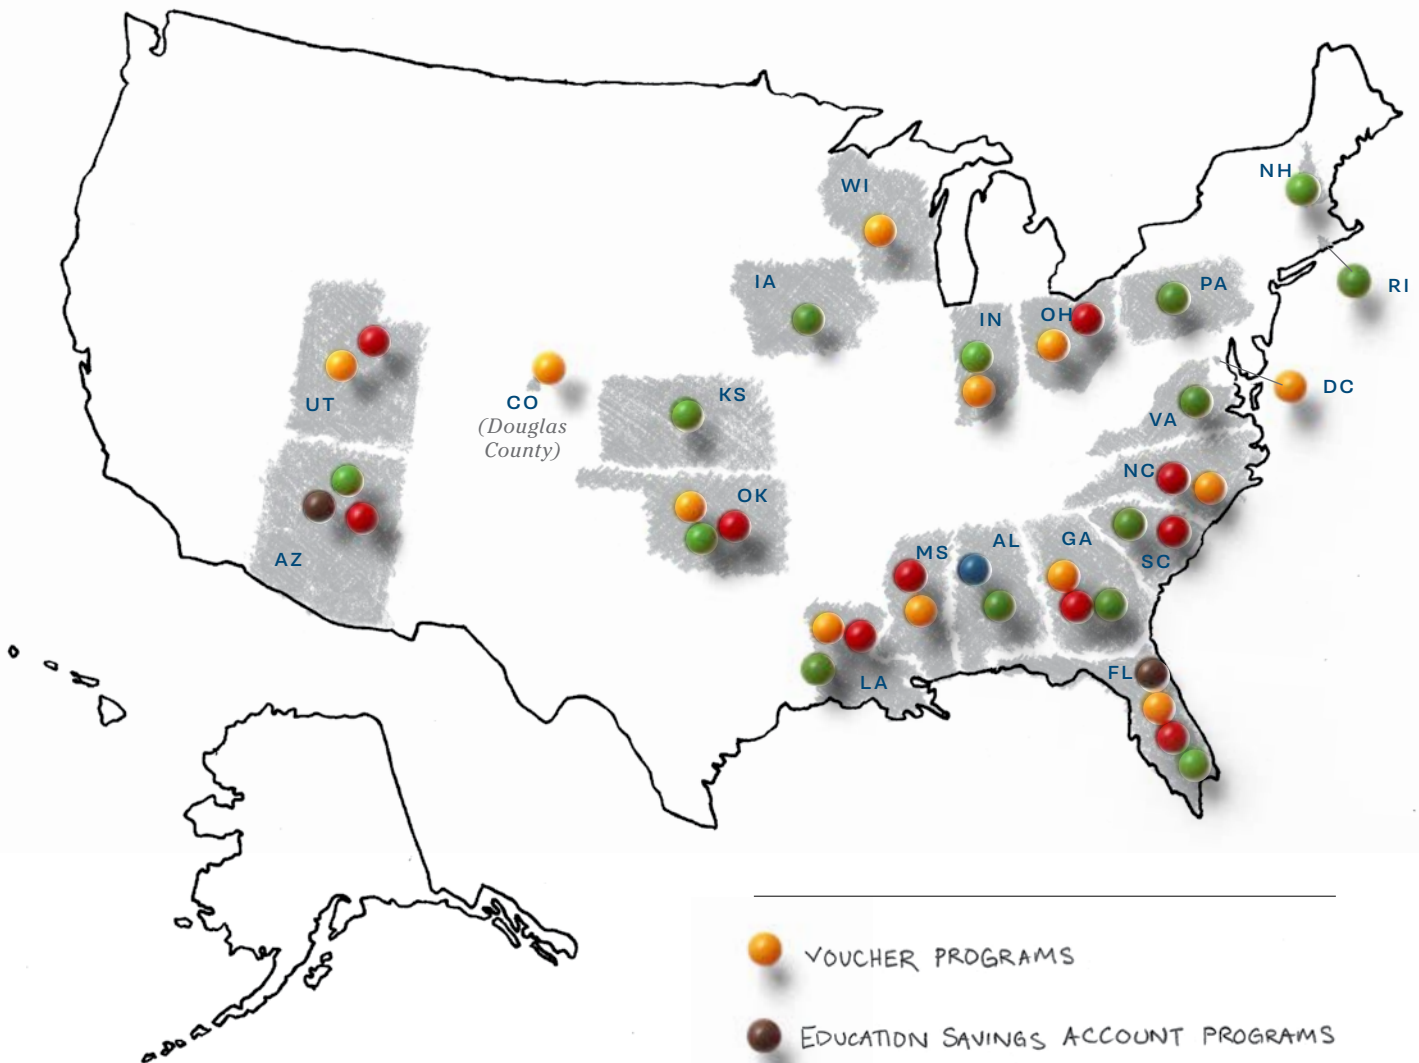 NH
WI
IA
PA
RI
IN
OH
UT
CO
(Douglas
County)
KS
DC
VA
NC
OK
AZ
MS
AL
GA
SC
LA
FL
VOUCHER PROGRAMS
EDUCATION SAVINGS ACCOUNT PROGRAMS